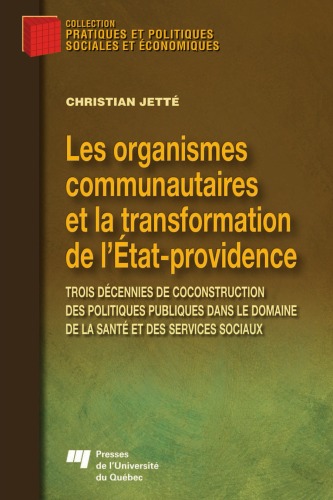 COLLECTION
PRATIQUES ET POLITIQUES
SOCIALES ET ÉCONOMIQUES
CHRISTIAN JETTÉ
Les organismes
communautaires
et la transformation
de l'État-providence
TROIS DÉCENNIES DE COCONSTRUCTION
DES POLITIQUES PUBLIQUES DANS LE DOMAINE
DE LA SANTÉ ET DES SERVICES SOCIAUX
Presses
de l'Université
du Québec